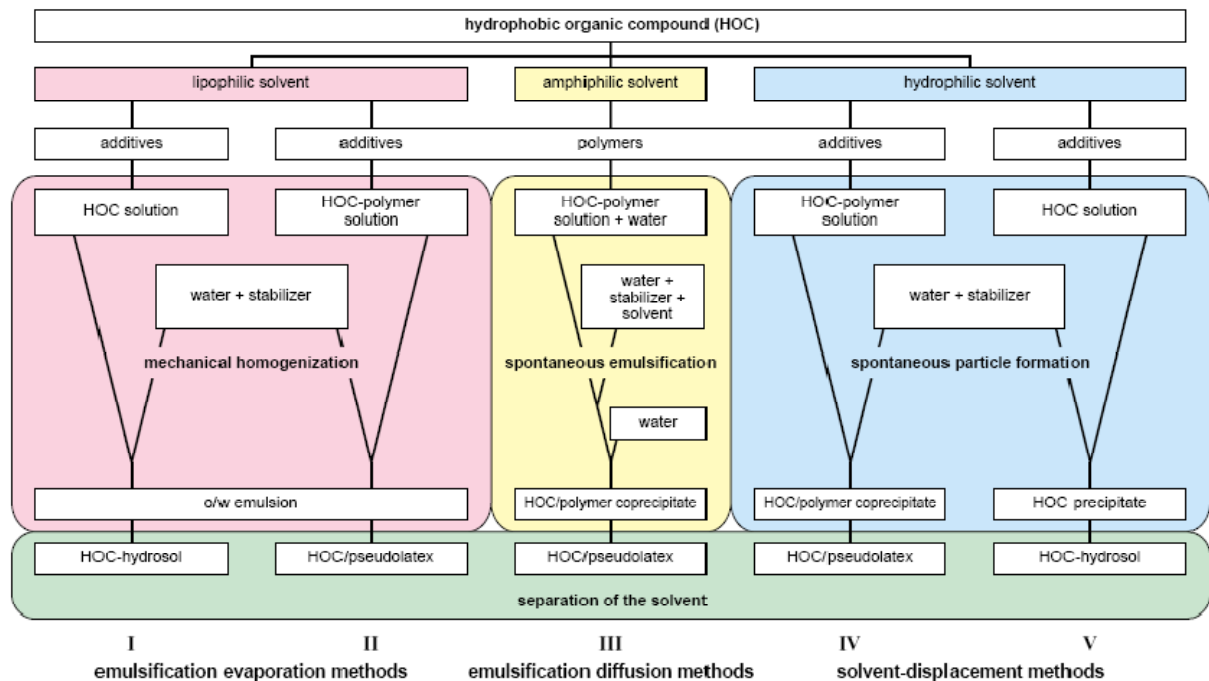 hydrophobic organic compound (HOC)
lipophilic solvent
amphiphilic solvent
hydrophilic solvent
additives
additives
polymers
additives
additives
HOC solution
HOC-polymer
solution
HOC-polymer
solution + water
HOC-polymer
solution
HOC solution
water + stabilizer
water +
stabilizer +
solvent
water + stabilizer
mechanical homogenization
spontaneous emulsification
spontaneous particle formation
water
o/w emulsion
HOC/polymer coprecipitate
HOC/polymer coprecipitate
HOC precipitate
HOC-hydrosol
HOC/pseudolatex
HOC/pseudolatex
HOC/pseudolatex
HOC-hydrosol
separation of the solvent
I
II
III
IV
V
emulsification evaporation methods
emulsification diffusion methods
solvent-displacement methods